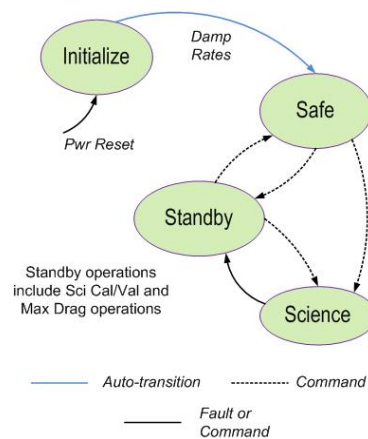 Initialize
Damp
Rates
Safe
Pwr Reset
Standby
Standby operations
include Sci Cal/Val and
Max Drag operations
Science
Auto-transition
Command
Fault or
Command